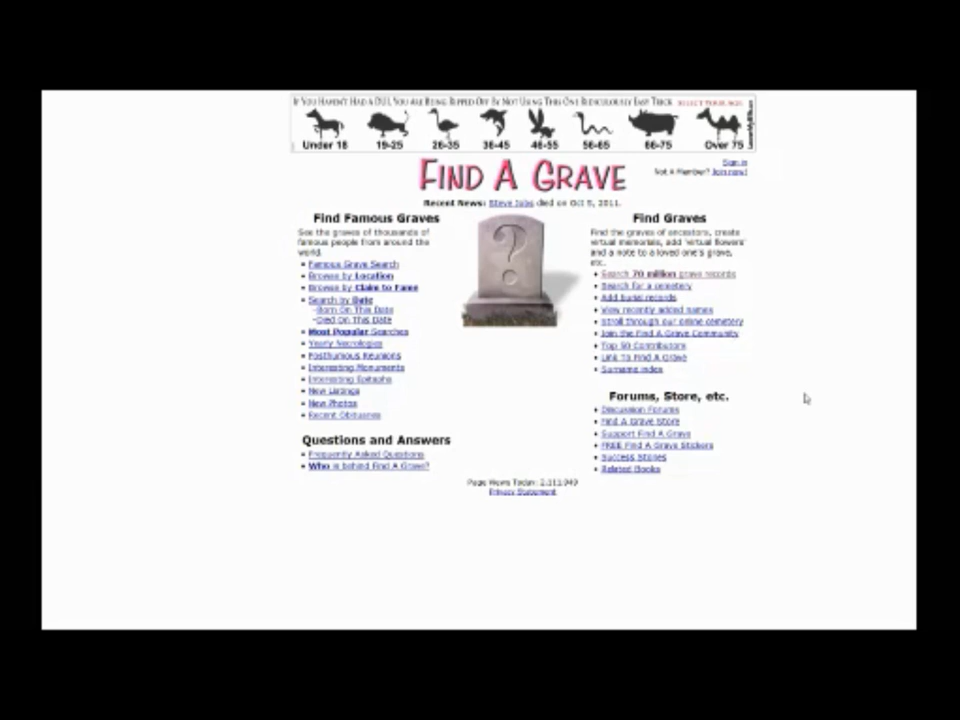 IF YOU HAVEN'T HAD A DUI, YOU ARE BEING RIPPED OFF BY NOT USING THIS ONE RIDICULOUSLY EASY TRICK SELECT YOUR AGE:
Under 18 19-25 26-35 36-45 46-55 56-65 66-75 Over 75
FIND A GRAVE
Sign in
Not A Member? Join now!
Recent News: Steve Jobs died on Oct 5, 2011.
Find Famous Graves
See the graves of thousands of
famous people from around the
world.
• Famous Grave Search
• Browse by Location
• Browse by Claim to Fame
• Search by Date
-Born On This Date
-Died On This Date
• Most Popular Searches
• Yearly Necrologies
• Posthumous Reunions
• Interesting Monuments
• Interesting Epitaphs
• New Listings
• New Photos
• Recent Obituaries
Questions and Answers
• Frequently Asked Questions
• Who is behind Find A Grave?
?
Find Graves
Find the graves of ancestors, create
virtual memorials, add 'virtual flowers'
and a note to a loved one's grave,
etc.
• Search 70 million grave records
• Search for a cemetery
• Add burial records
• View recently added names
• Stroll through our online cemetery
• Join the Find A Grave Community
• Top 50 Contributors
• Link To Find A Grave
• Surname Index
Forums, Store, etc.
• Discussion Forums
• Find A Grave Store
• Support Find A Grave
• FREE Find A Grave Stickers
• Success Stories
• Related Books
Page Views Today: 2,111,949
Privacy Statement